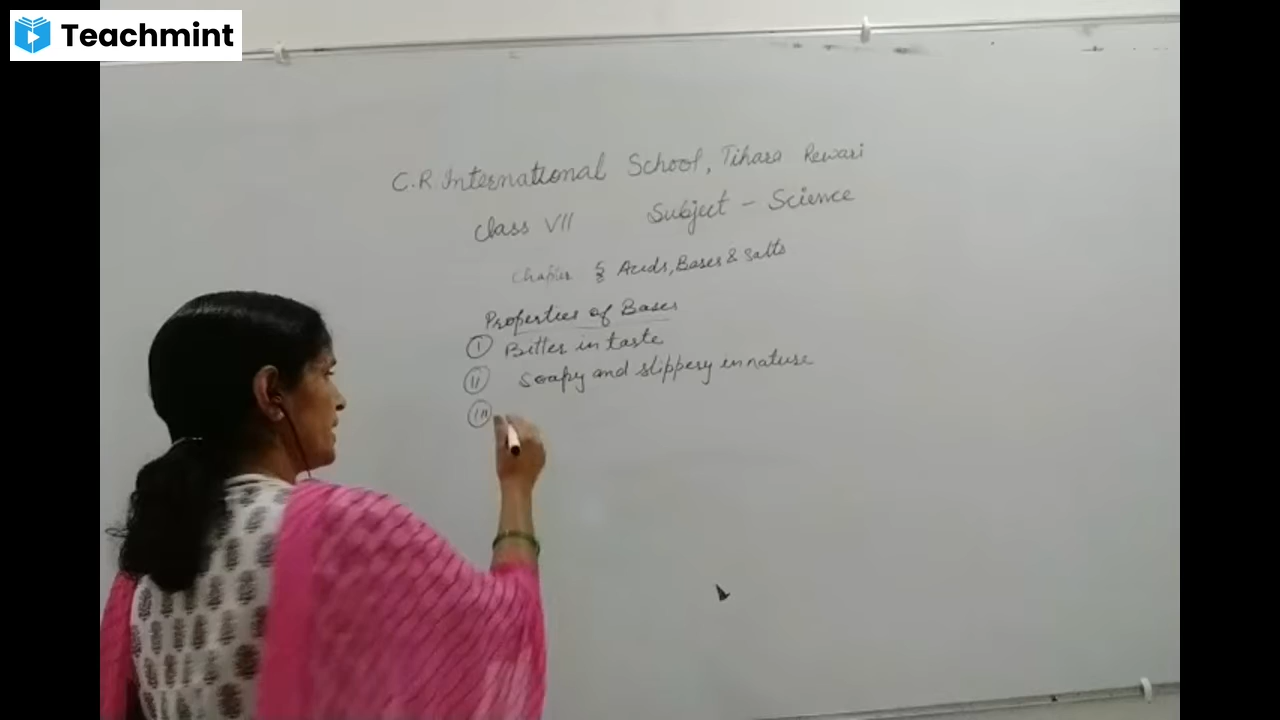 Teachmint
C.R. International School, Tihara Rewari
Class VII Subject - Science
Chapter 5 Acids, Bases & Salts
Properties of Bases
(i) Bitter in taste
(ii) Soapy and slippery in nature
(iii)